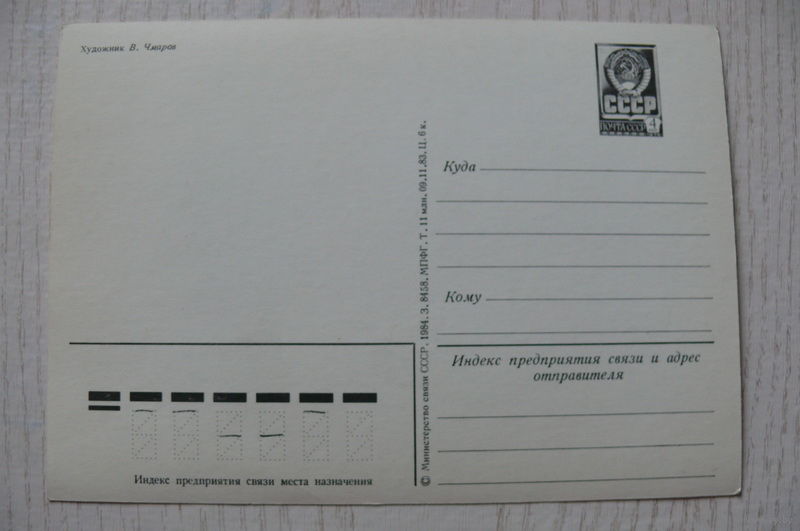 Художник В. Чмаров
СССР
ПОЧТА СССР 4
Куда
Кому
© Министерство связи СССР. 1984. З. 8458. МПФГ. Т. 11 млн. 09.11.83. Ц. 6 к.
Индекс предприятия связи и адрес
отправителя
Индекс предприятия связи места назначения